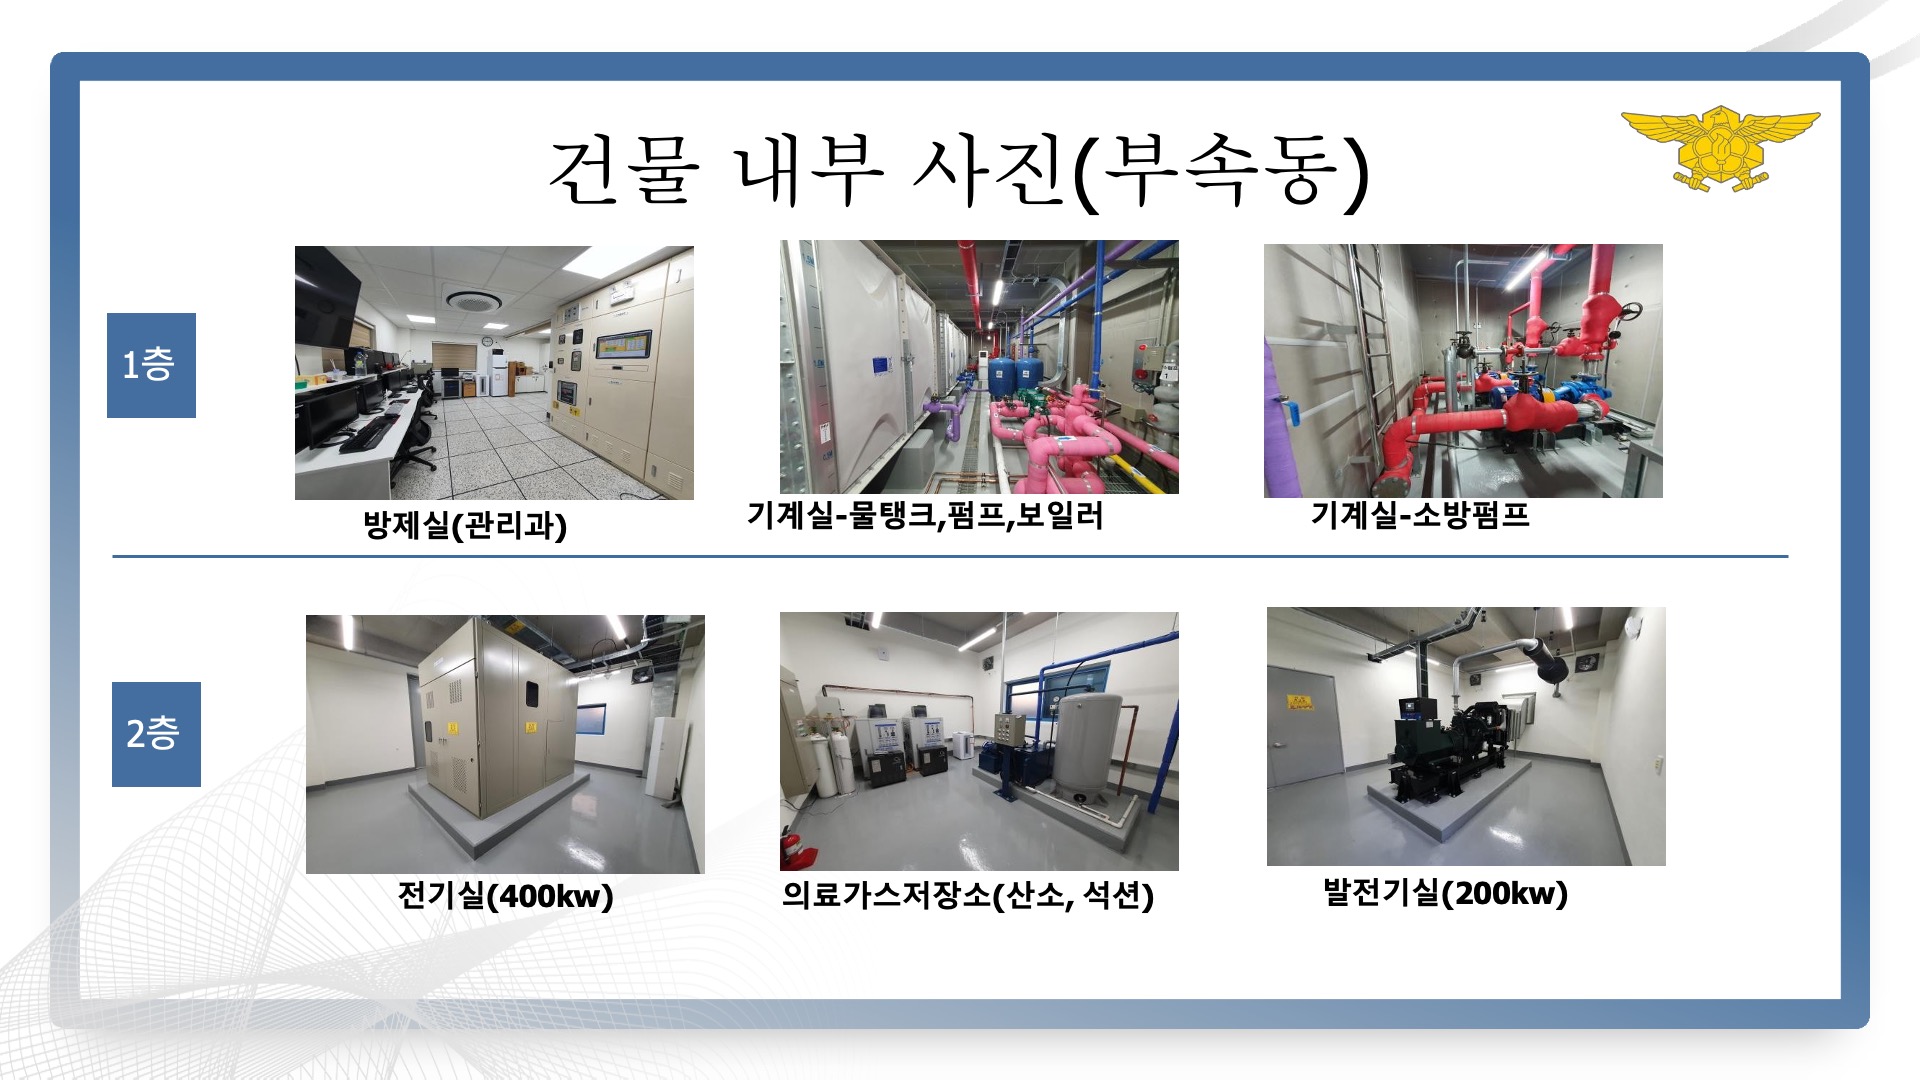 건물 내부 사진(부속동)
1층
방제실(관리과)
기계실-물탱크,펌프,보일러
기계실-소방펌프
2층
전기실(400kw)
의료가스저장소(산소, 석션)
발전기실(200kw)